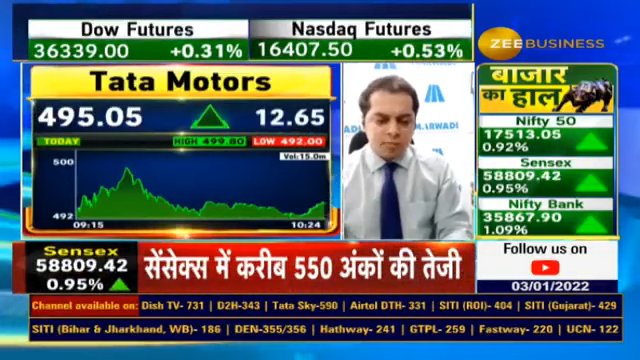 Dow Futures
36339.00 +0.31%
Nasdaq Futures
16407.50 +0.53%
ZEE BUSINESS
Tata Motors
495.05 12.65
TODAY HIGH 499.80 LOW 492.00
Vol:15.0m
500
492
09:15 10:24
ARWADI
बाजार
का हाल
Nifty 50
17513.05
0.92%
Sensex
58809.42
0.95%
Nifty Bank
35867.90
1.09%
Sensex
58809.42
0.95%
सेंसेक्स में करीब 550 अंकों की तेजी
Follow us on
03/01/2022
Channel available on: Dish TV- 731 | D2H-343 | Tata Sky-590 | Airtel DTH- 331 | SITI (ROI)- 404 | SITI (Gujarat)- 429
SITI (Bihar & Jharkhand, WB)- 186 | DEN-355/356 | Hathway- 241 | GTPL- 259 | Fastway- 220 | UCN- 122